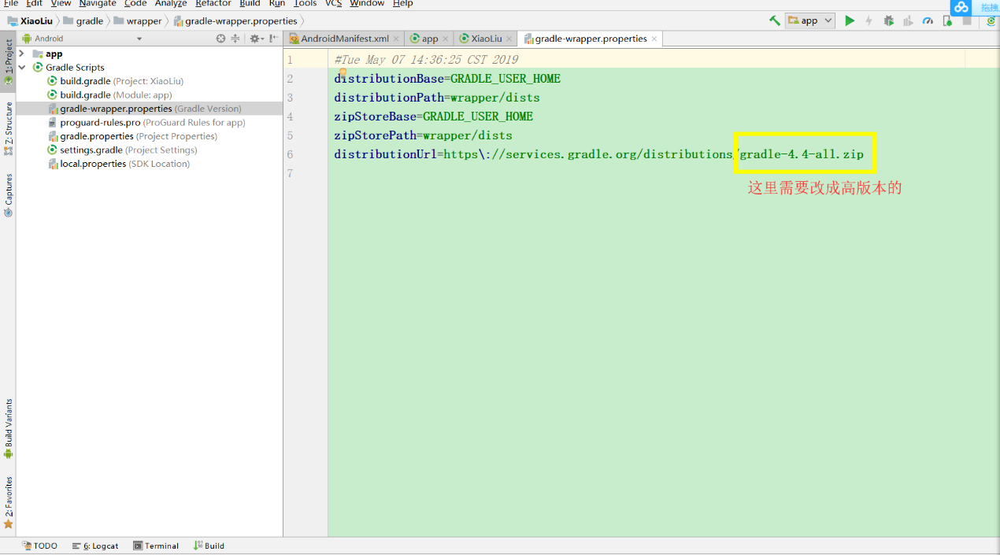 File Edit View Navigate Code Analyze Refactor Build Run Tools VCS Window Help
拖拽
XiaoLiu gradle wrapper gradle-wrapper.properties
app
Android
AndroidManifest.xml app XiaoLiu gradle-wrapper.properties
1: Project
app
Gradle Scripts
build.gradle (Project: XiaoLiu)
build.gradle (Module: app)
gradle-wrapper.properties (Gradle Version)
proguard-rules.pro (ProGuard Rules for app)
gradle.properties (Project Properties)
settings.gradle (Project Settings)
local.properties (SDK Location)
Z: Structure
Captures
Build Variants
2: Favorites
1 #Tue May 07 14:36:25 CST 2019
2 distributionBase=GRADLE_USER_HOME
3 distributionPath=wrapper/dists
4 zipStoreBase=GRADLE_USER_HOME
5 zipStorePath=wrapper/dists
6 distributionUrl=https\://services.gradle.org/distributions/gradle-4.4-all.zip
7
这里需要改成高版本的
TODO 6: Logcat Terminal Build